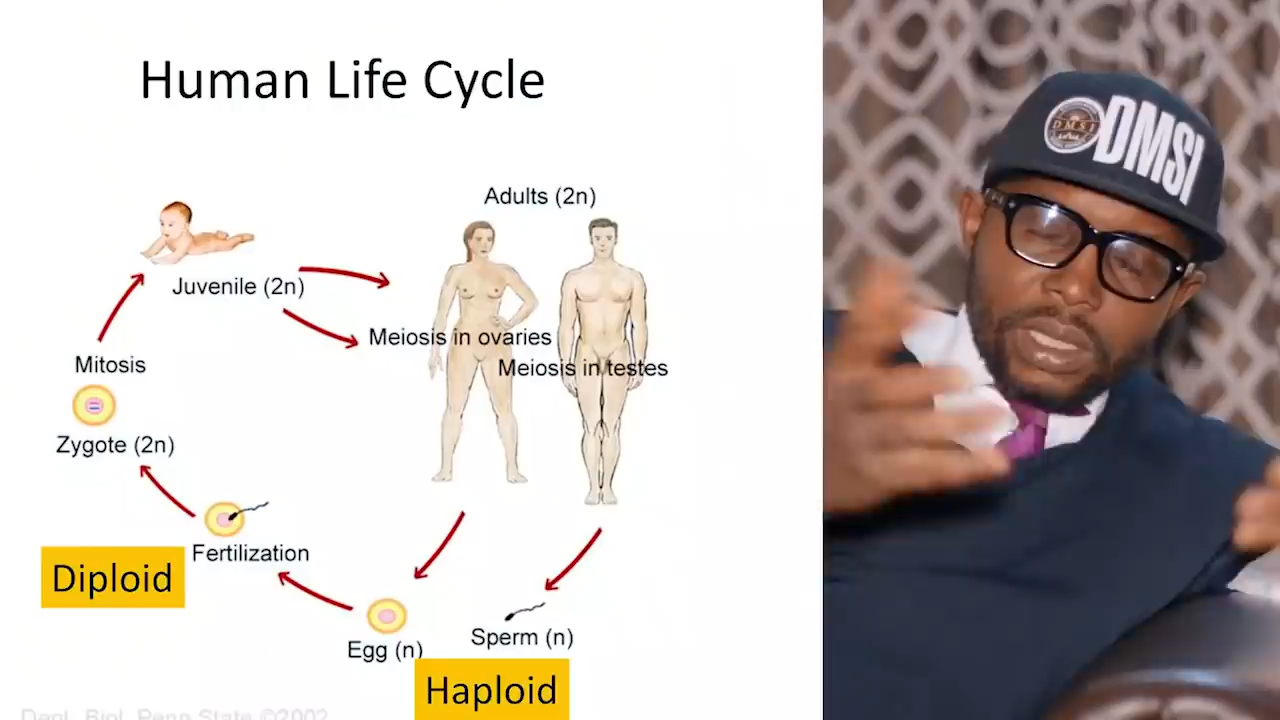 Human Life Cycle
Adults (2n)
Juvenile (2n)
Meiosis in ovaries
Meiosis in testes
Mitosis
Zygote (2n)
Fertilization
Diploid
Egg (n)
Sperm (n)
Haploid
Dept. Biol. Penn State ©2002
DMSI
DMSI